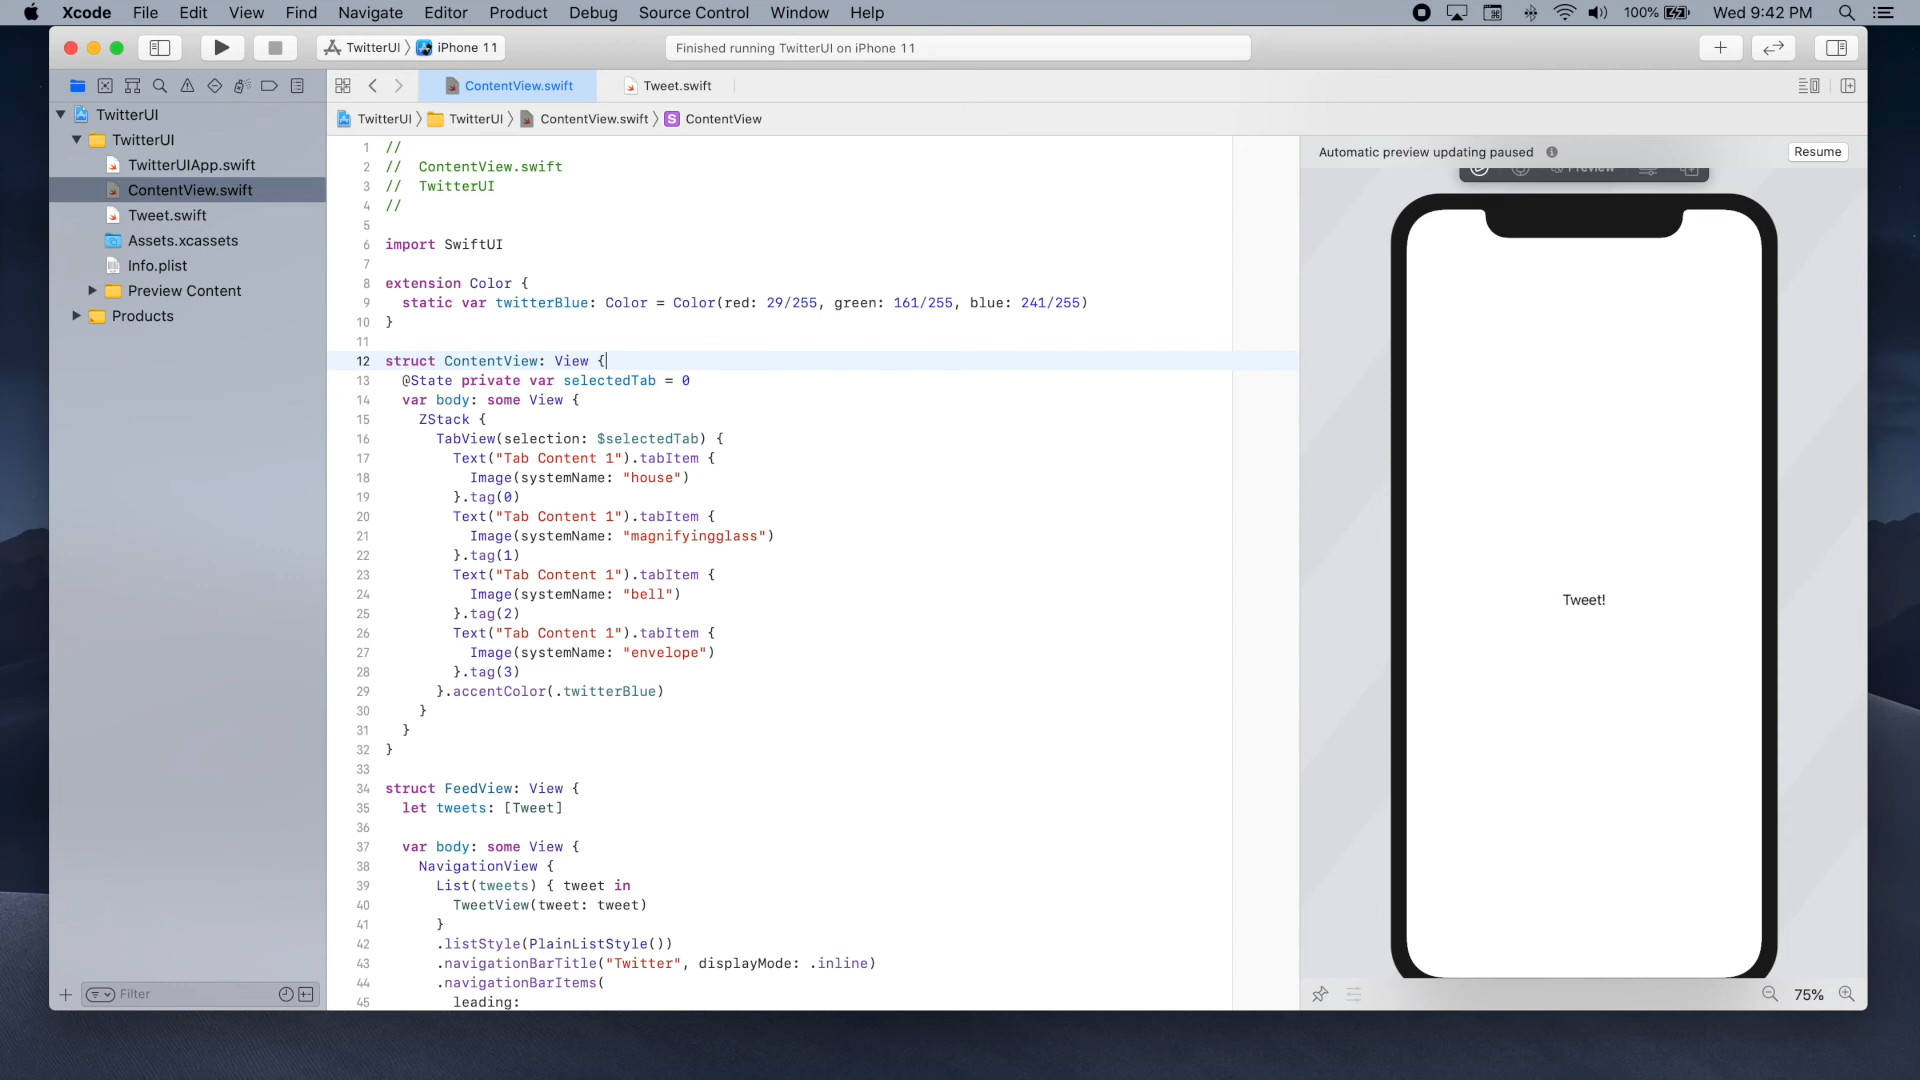 Xcode File Edit View Find Navigate Editor Product Debug Source Control Window Help 100% Wed 9:42 PM
TwitterUI iPhone 11 Finished running TwitterUI on iPhone 11
ContentView.swift Tweet.swift
TwitterUI
TwitterUI
TwitterUIApp.swift
ContentView.swift
Tweet.swift
Assets.xcassets
Info.plist
Preview Content
Products
Filter
TwitterUI TwitterUI ContentView.swift S ContentView
1 //
2 //  ContentView.swift
3 //  TwitterUI
4 //
5
6 import SwiftUI
7
8 extension Color {
9   static var twitterBlue: Color = Color(red: 29/255, green: 161/255, blue: 241/255)
10 }
11
12 struct ContentView: View {
13   @State private var selectedTab = 0
14   var body: some View {
15     ZStack {
16       TabView(selection: $selectedTab) {
17         Text("Tab Content 1").tabItem {
18           Image(systemName: "house")
19         }.tag(0)
20         Text("Tab Content 1").tabItem {
21           Image(systemName: "magnifyingglass")
22         }.tag(1)
23         Text("Tab Content 1").tabItem {
24           Image(systemName: "bell")
25         }.tag(2)
26         Text("Tab Content 1").tabItem {
27           Image(systemName: "envelope")
28         }.tag(3)
29       }.accentColor(.twitterBlue)
30     }
31   }
32 }
33
34 struct FeedView: View {
35   let tweets: [Tweet]
36
37   var body: some View {
38     NavigationView {
39       List(tweets) { tweet in
40         TweetView(tweet: tweet)
41       }
42       .listStyle(PlainListStyle())
43       .navigationBarTitle("Twitter", displayMode: .inline)
44       .navigationBarItems(
45         leading:
Automatic preview updating paused Resume
Preview
Tweet!
75%